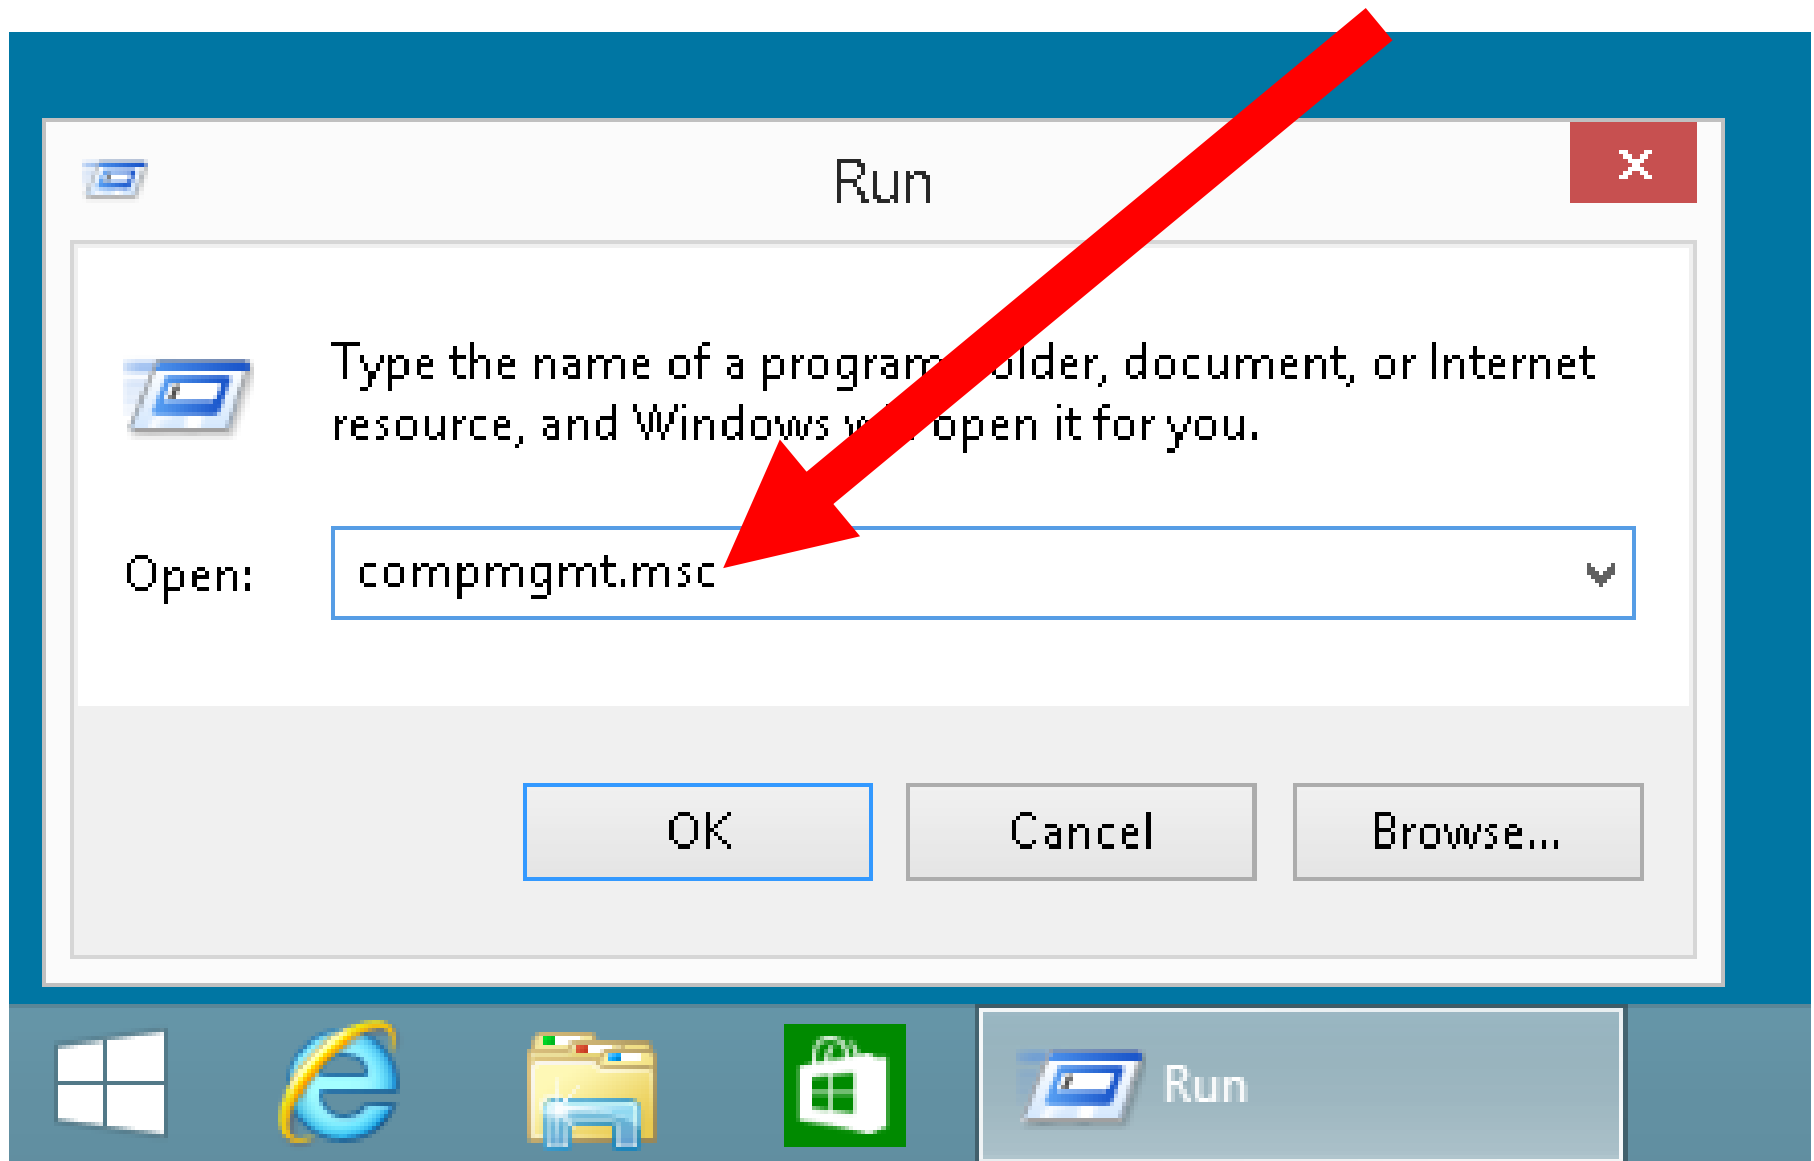 Run
Type the name of a program, older, document, or Internet
resource, and Windows open it for you.
Open: compmgmt.msc
OK Cancel Browse...
Run